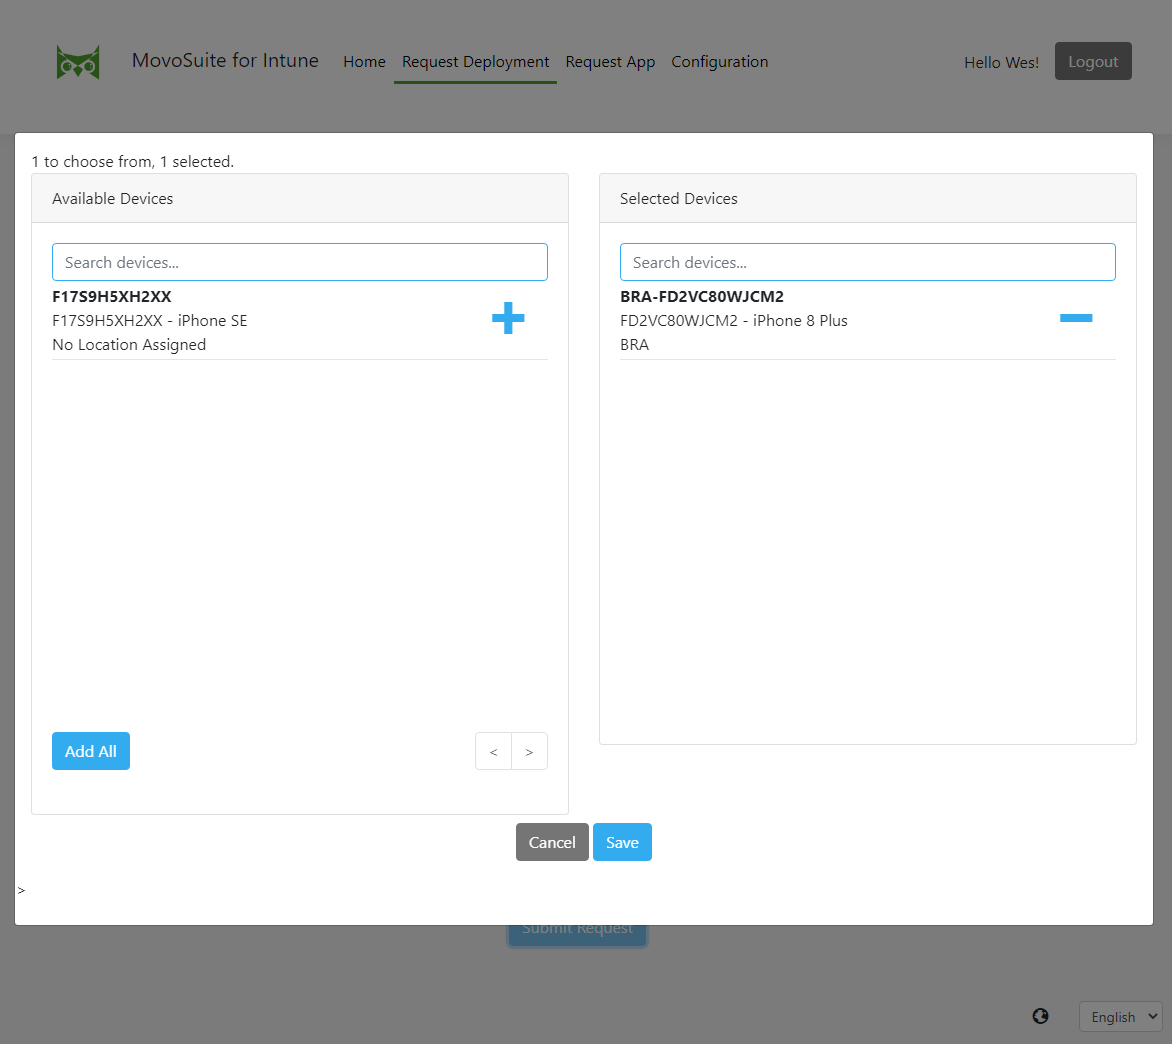 MovoSuite for Intune
Home
Request Deployment
Request App
Configuration
Hello Wes!
Logout
1 to choose from, 1 selected.
Available Devices
Search devices...
F17S9H5XH2XX
F17S9H5XH2XX - iPhone SE
No Location Assigned
Add All
<
>
Selected Devices
Search devices...
BRA-FD2VC80WJCM2
FD2VC80WJCM2 - iPhone 8 Plus
BRA
Cancel
Save
>
Submit Request
English